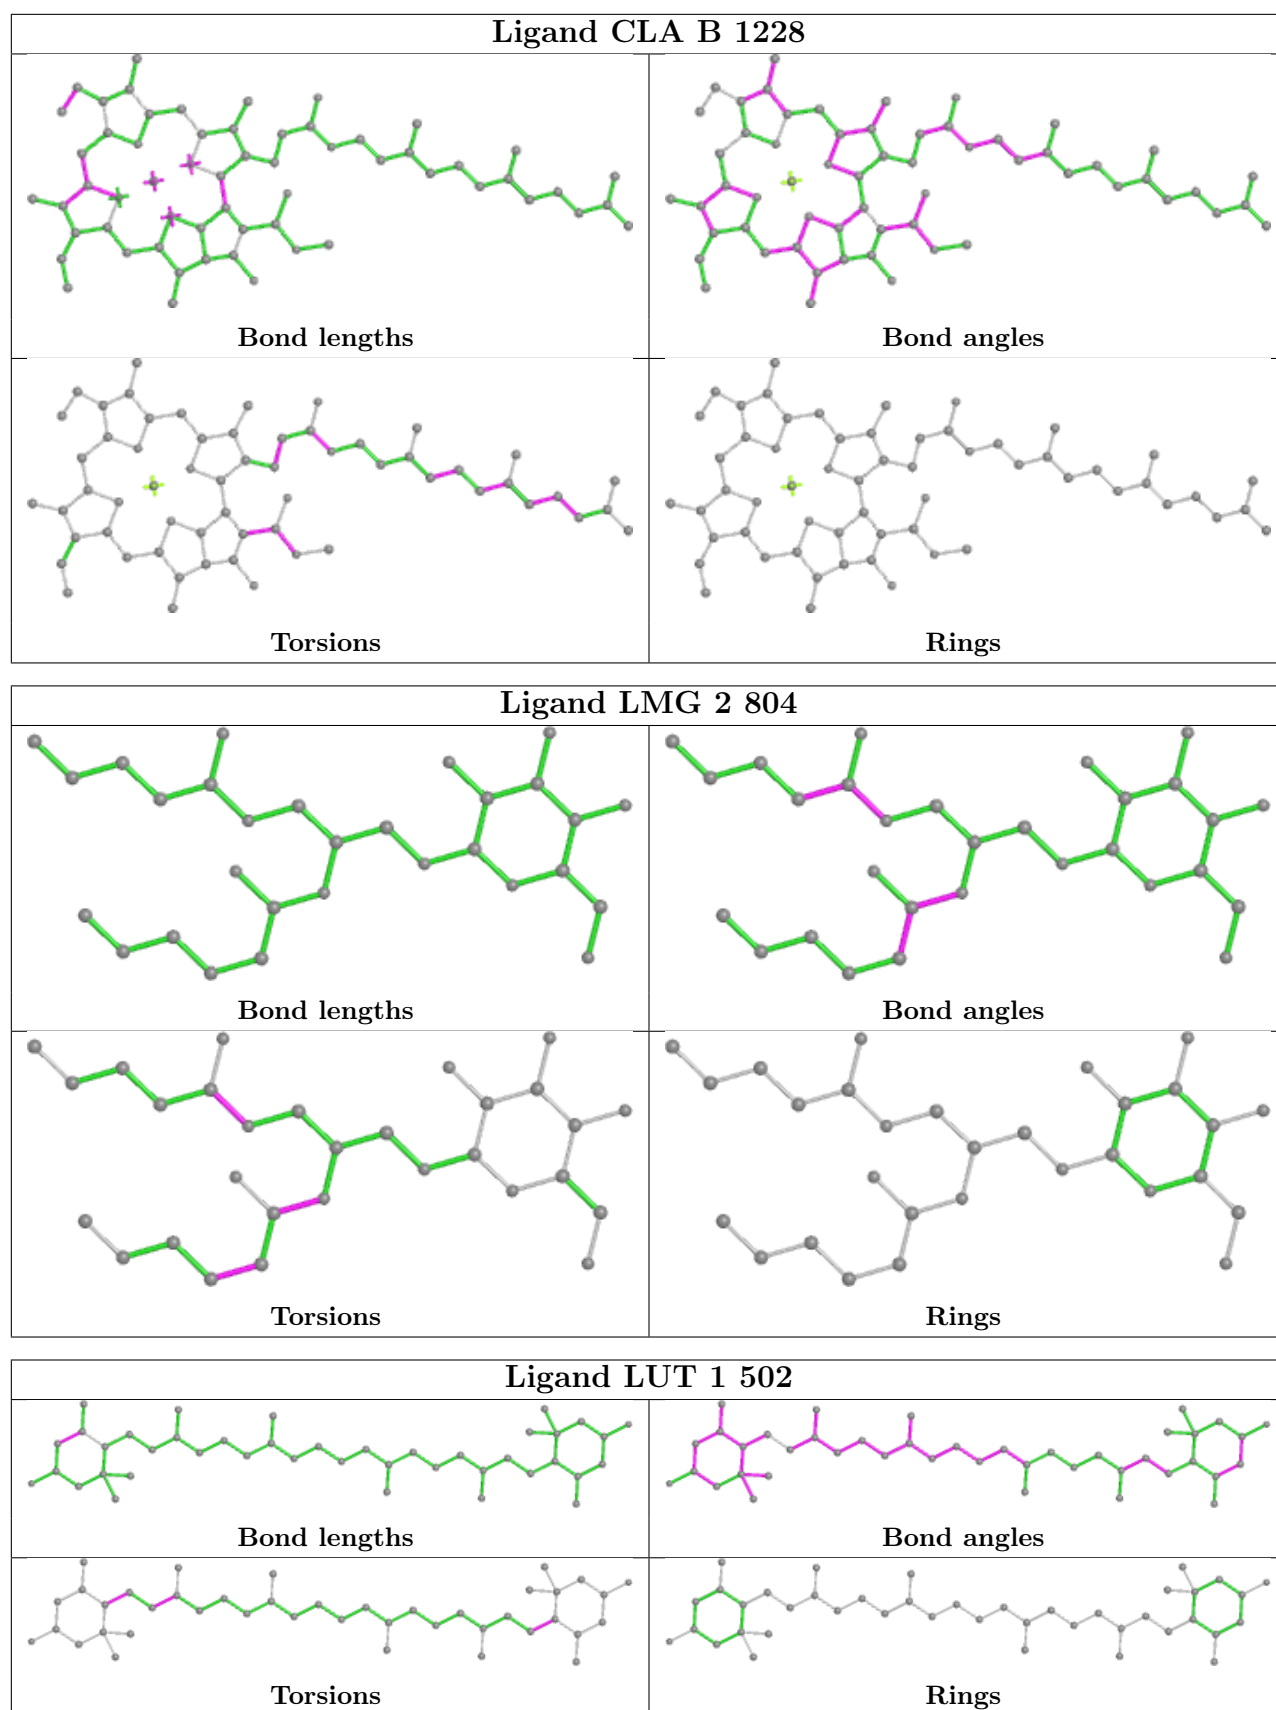 Ligand CLA B 1228
Bond lengths
Bond angles
Torsions
Rings
Ligand LMG 2 804
Bond lengths
Bond angles
Torsions
Rings
Ligand LUT 1 502
Bond lengths
Bond angles
Torsions
Rings